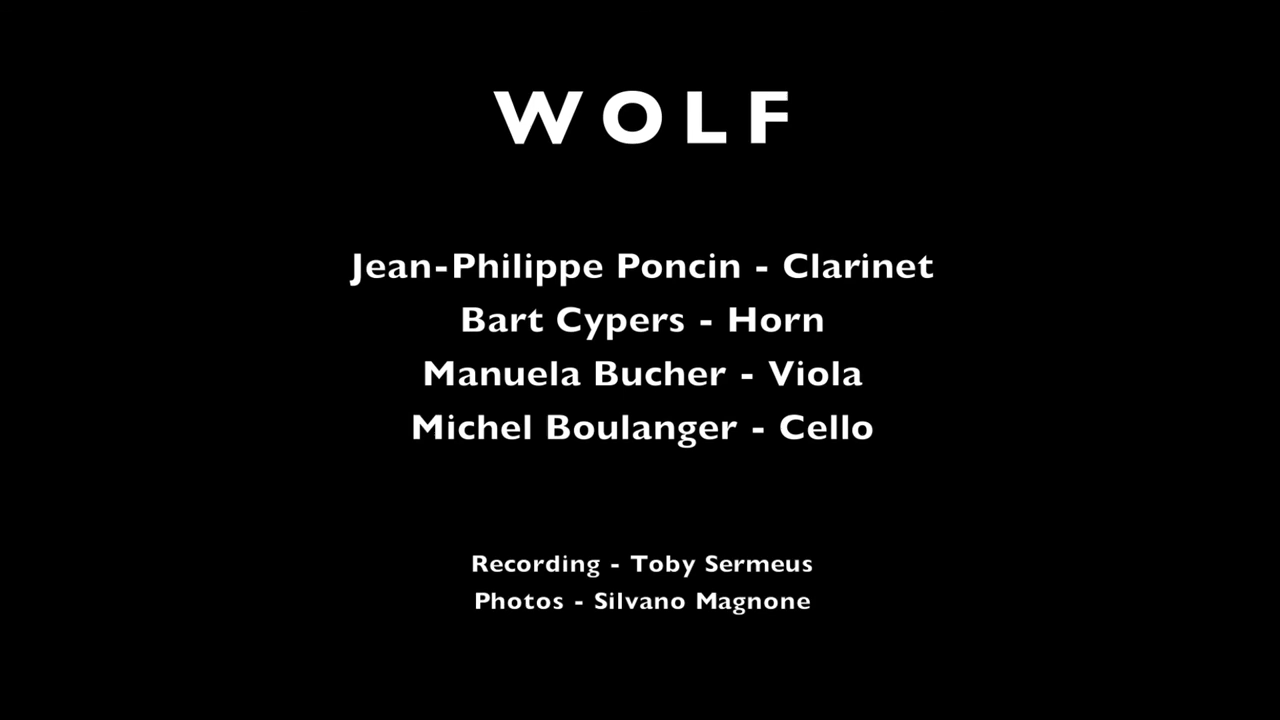 WOLF
Jean-Philippe Poncin - Clarinet
Bart Cypers - Horn
Manuela Bucher - Viola
Michel Boulanger - Cello
Recording - Toby Sermeus
Photos - Silvano Magnone